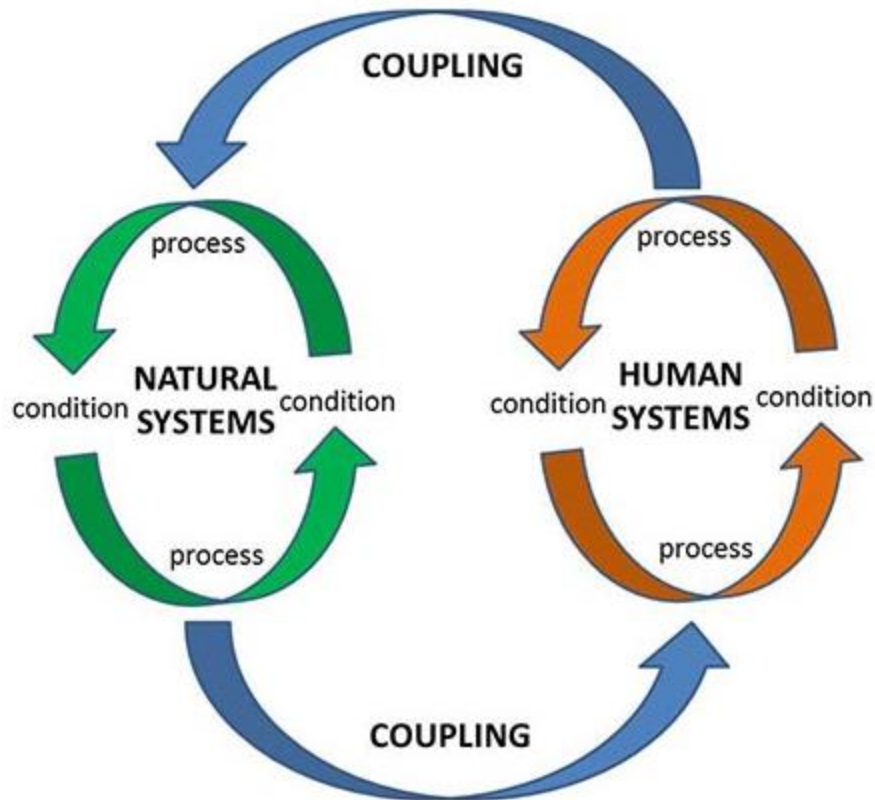 COUPLING
process
condition
NATURAL
SYSTEMS
condition
process
process
condition
HUMAN
SYSTEMS
condition
process
COUPLING